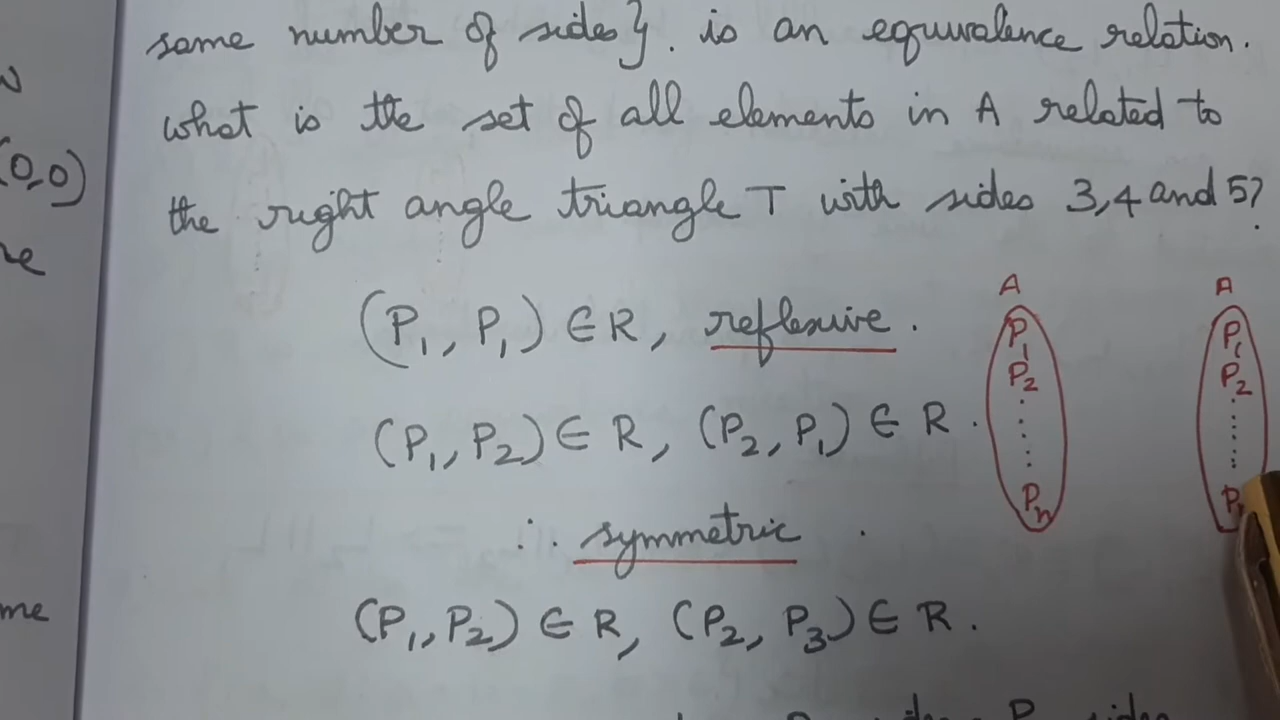 same number of sides}. is an equivalence relation.
what is the set of all elements in A related to
(0,0)
the right angle triangle T with sides 3,4 and 5?
A A
(P1, P1) ∈ R, reflexive.
P1 P1
P2 P2
(P1, P2) ∈ R, (P2, P1) ∈ R.
Pn
∴ symmetric.
me
(P1, P2) ∈ R, (P2, P3) ∈ R.